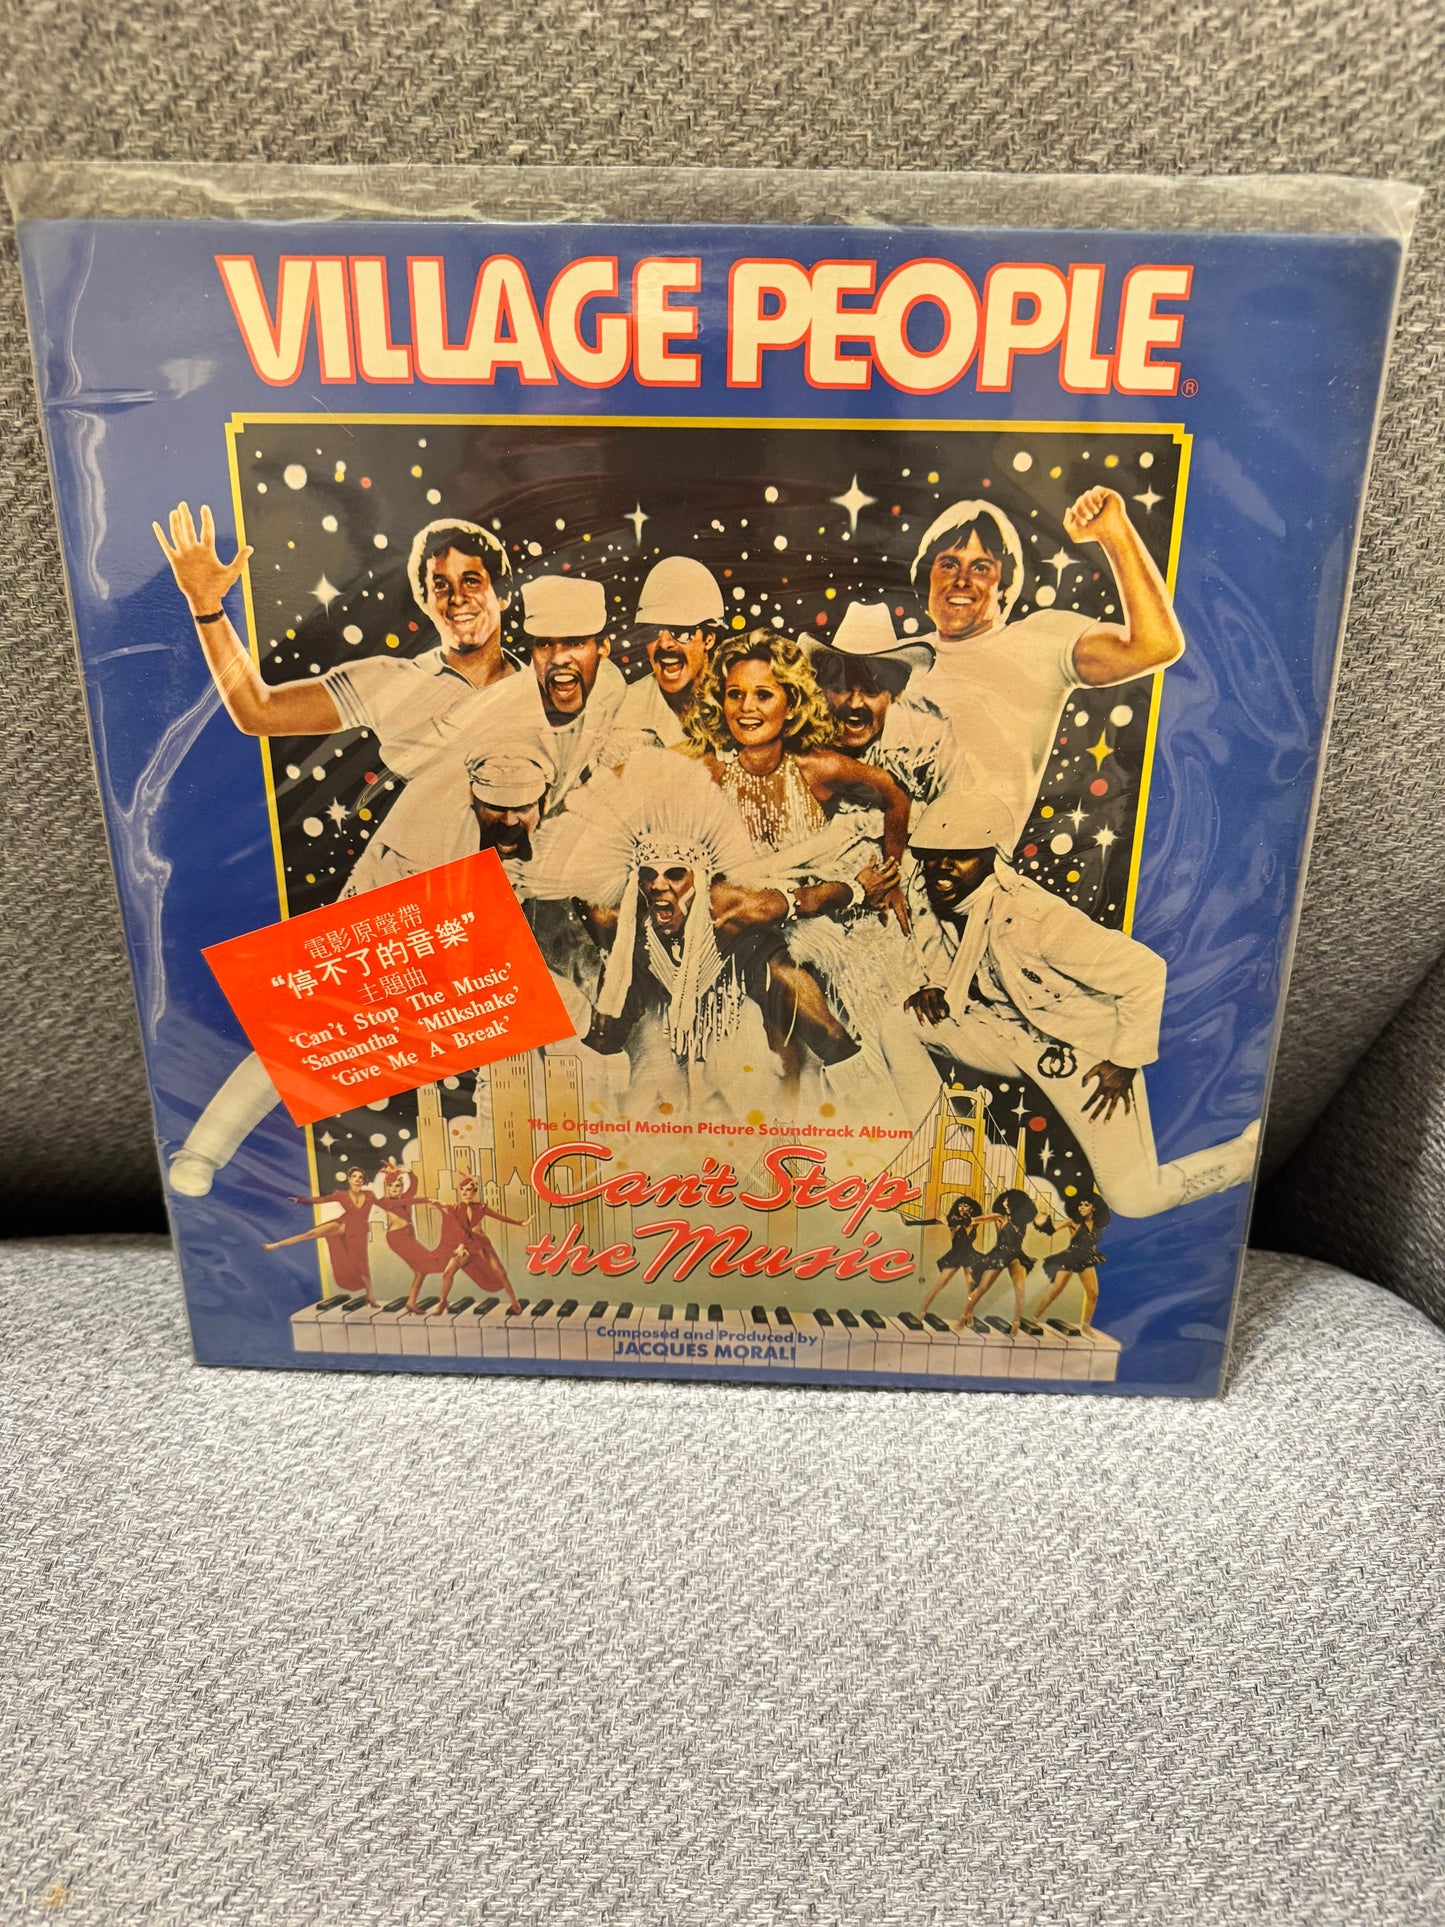 VILLAGE PEOPLE®
電影原聲帶
“停不了的音樂”
主題曲
‘Can't Stop The Music’
‘Samantha’ ‘Milkshake’
‘Give Me A Break’
The Original Motion Picture Soundtrack Album
Can't Stop
the Music
Composed and Produced by
JACQUES MORALI